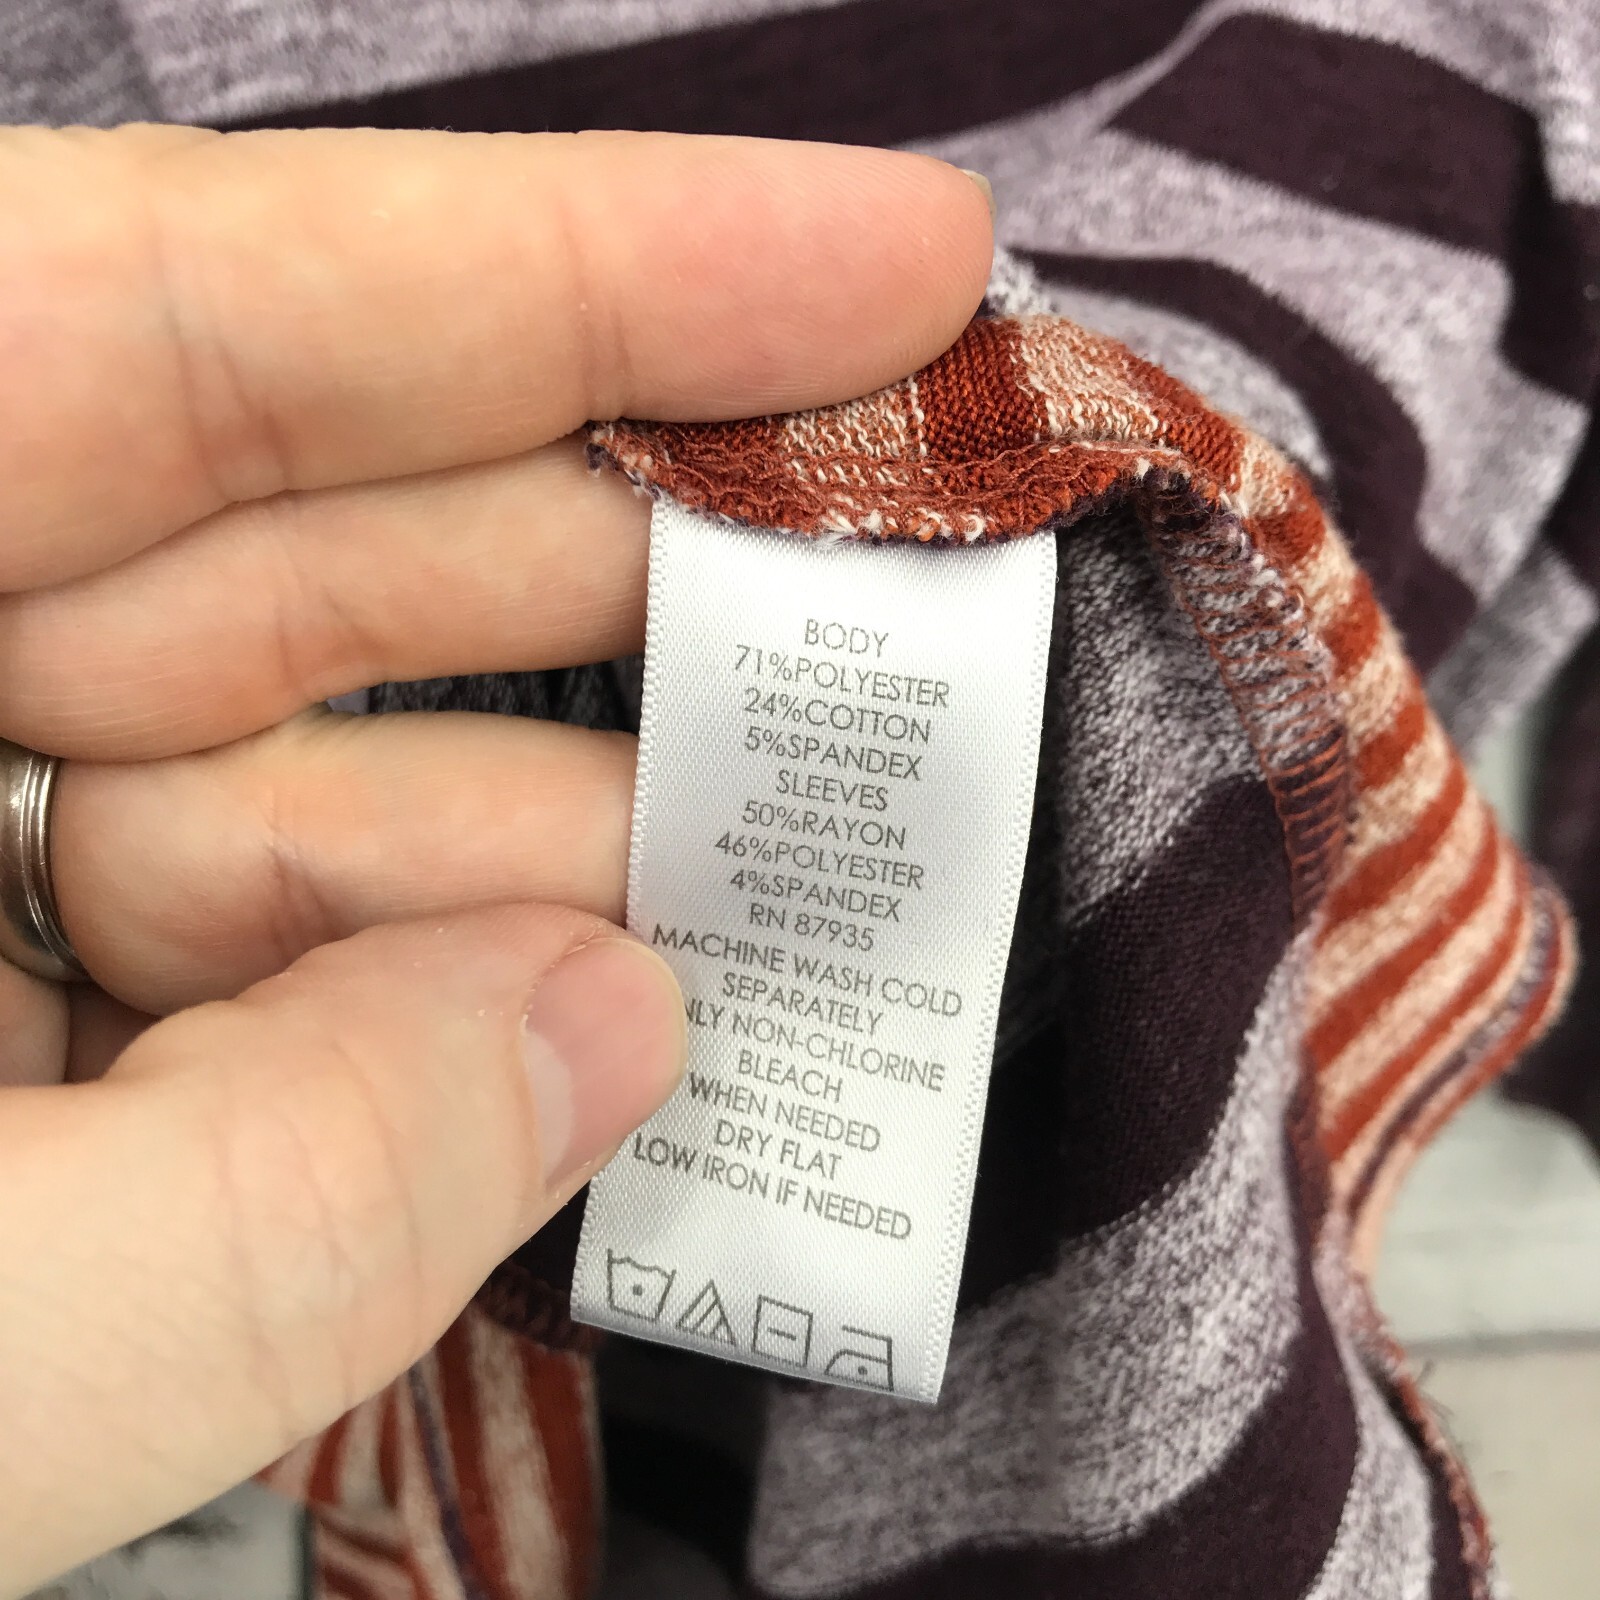 BODY
71%POLYESTER
24%COTTON
5%SPANDEX
SLEEVES
50%RAYON
46%POLYESTER
4%SPANDEX
RN 87935
MACHINE WASH COLD
SEPARATELY
NLY NON-CHLORINE
BLEACH
WHEN NEEDED
DRY FLAT
LOW IRON IF NEEDED